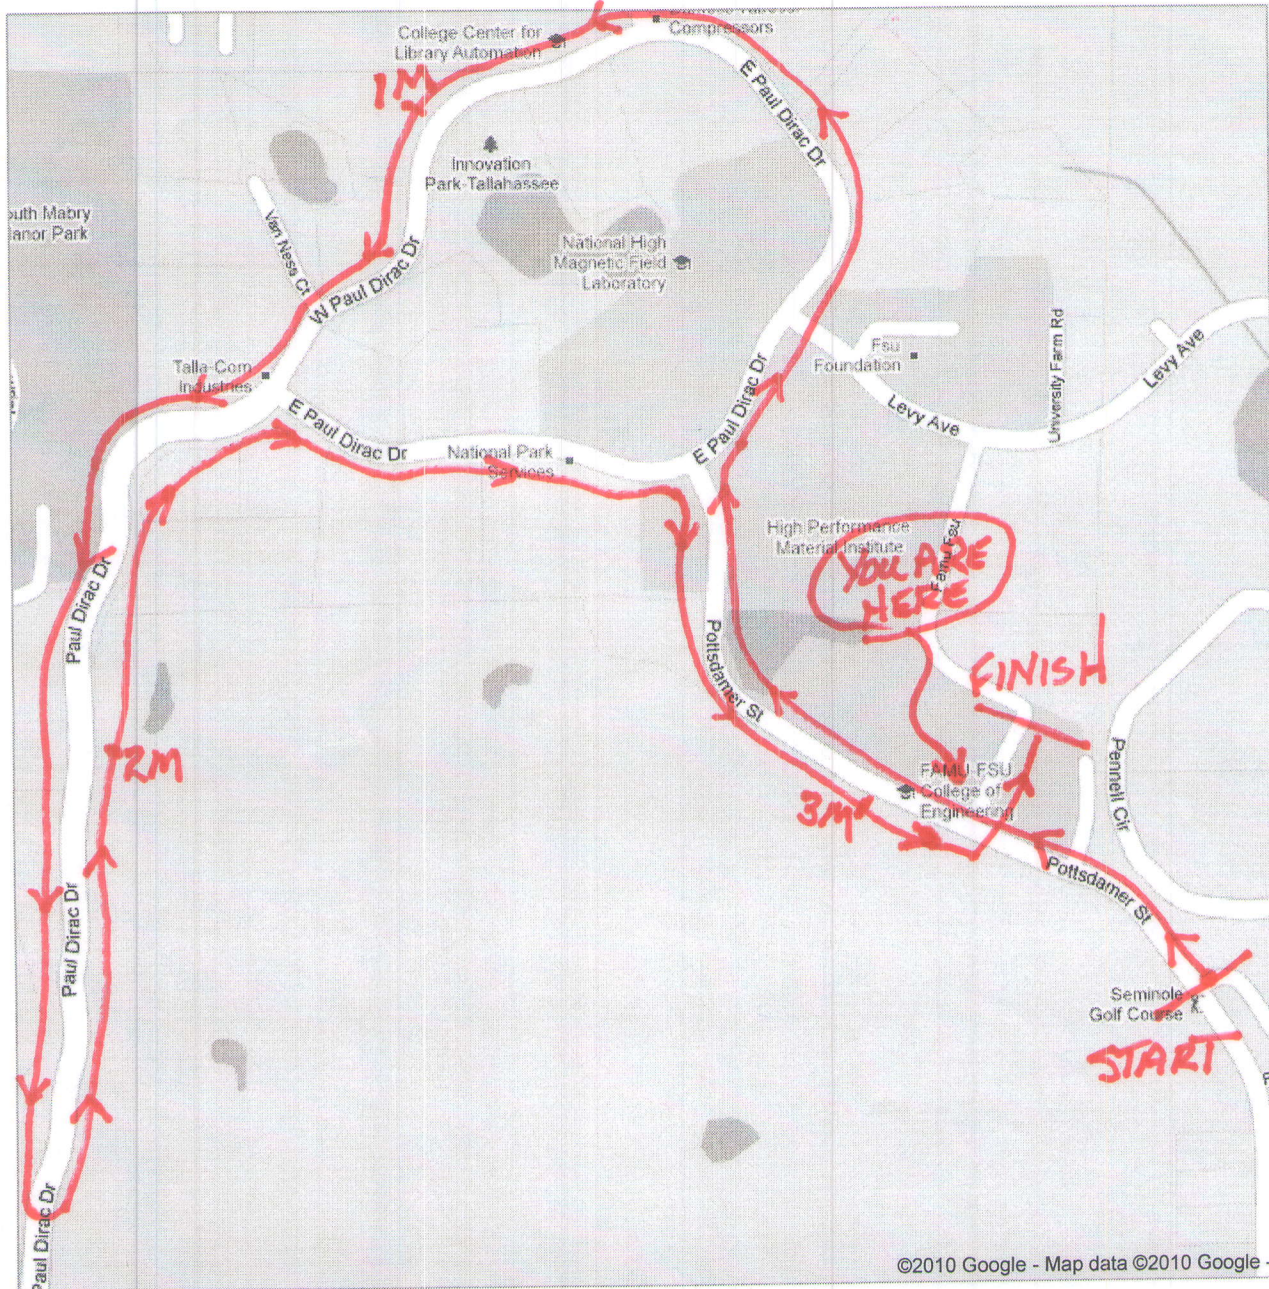 College Center for
Library Automation
Compressors
1M
E Paul Dirac Dr
Innovation
Park-Tallahassee
outh Mabry
anor Park
Van Ness Ct
W Paul Dirac Dr
National High
Magnetic Field
Laboratory
Talla-Com
Industries
E Paul Dirac Dr
National Park
Services
E Paul Dirac Dr
Fsu
Foundation
University Farm Rd
Levy Ave
Levy Ave
High Performance
Material Institute
Famu Fsu
YOU ARE
HERE
Paul Dirac Dr
Pottsdamer St
FINISH
2M
FAMU-FSU
College of
Engineering
3M
Pennell Cir
Pottsdamer St
Paul Dirac Dr
Seminole
Golf Course
START
Paul Dirac Dr
©2010 Google - Map data ©2010 Google -